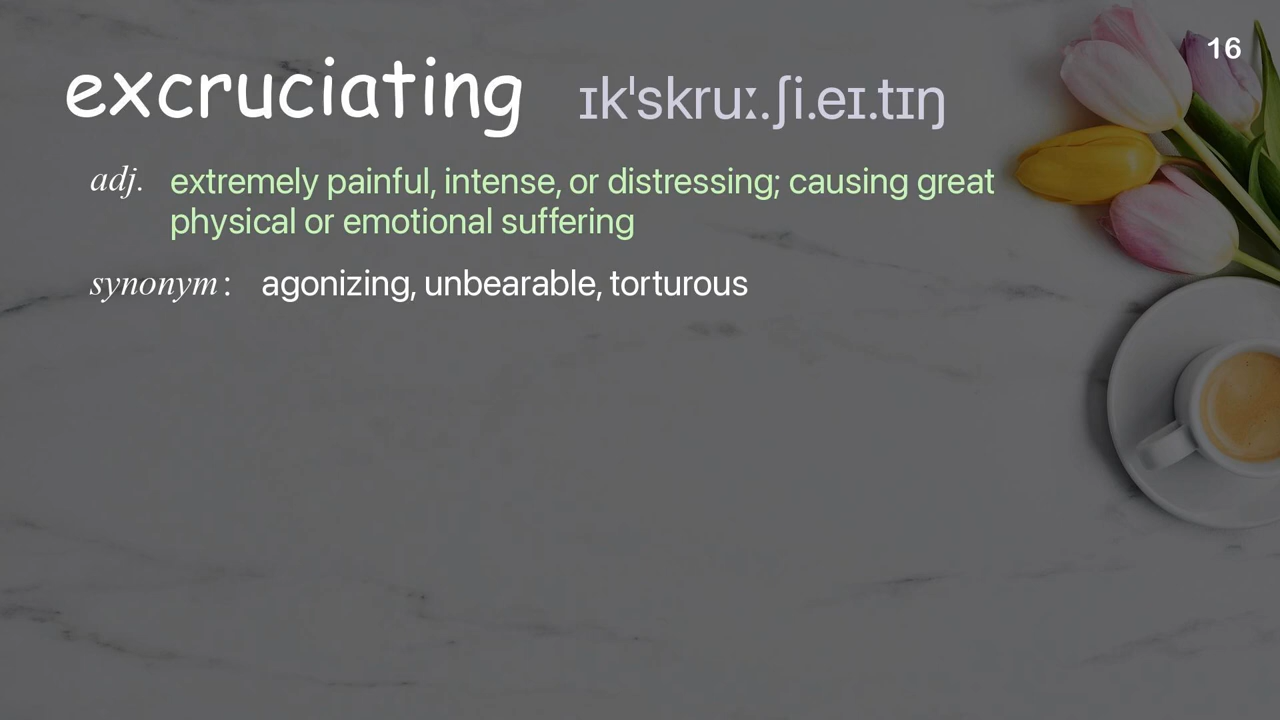 16
excruciating ɪkˈskruː.ʃi.eɪ.tɪŋ
adj. extremely painful, intense, or distressing; causing great
physical or emotional suffering
synonym : agonizing, unbearable, torturous